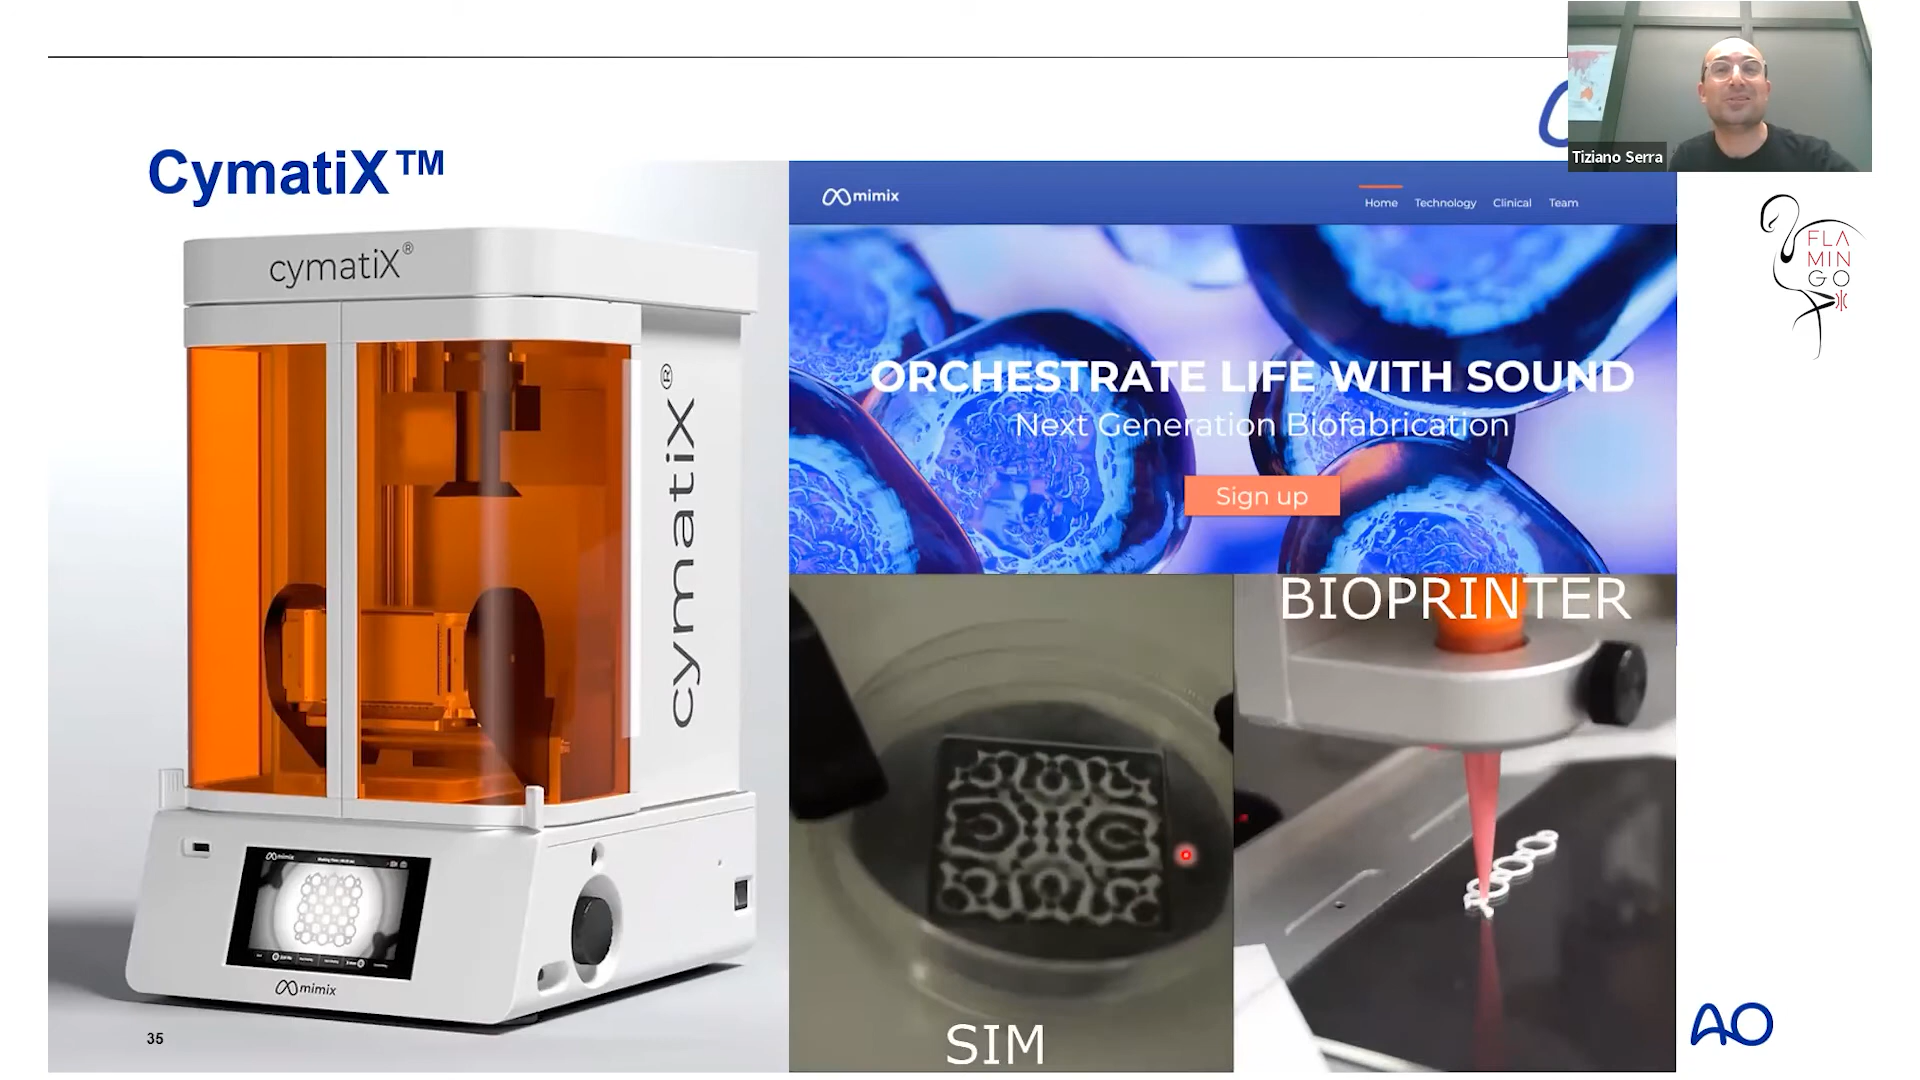 Tiziano Serra
CymatiX™
cymatiX®
cymatiX®
mimix
35
mimix
Home Technology Clinical Team
ORCHESTRATE LIFE WITH SOUND
Next Generation Biofabrication
Sign up
SIM
BIOPRINTER
FLA
MIN
GO
AO